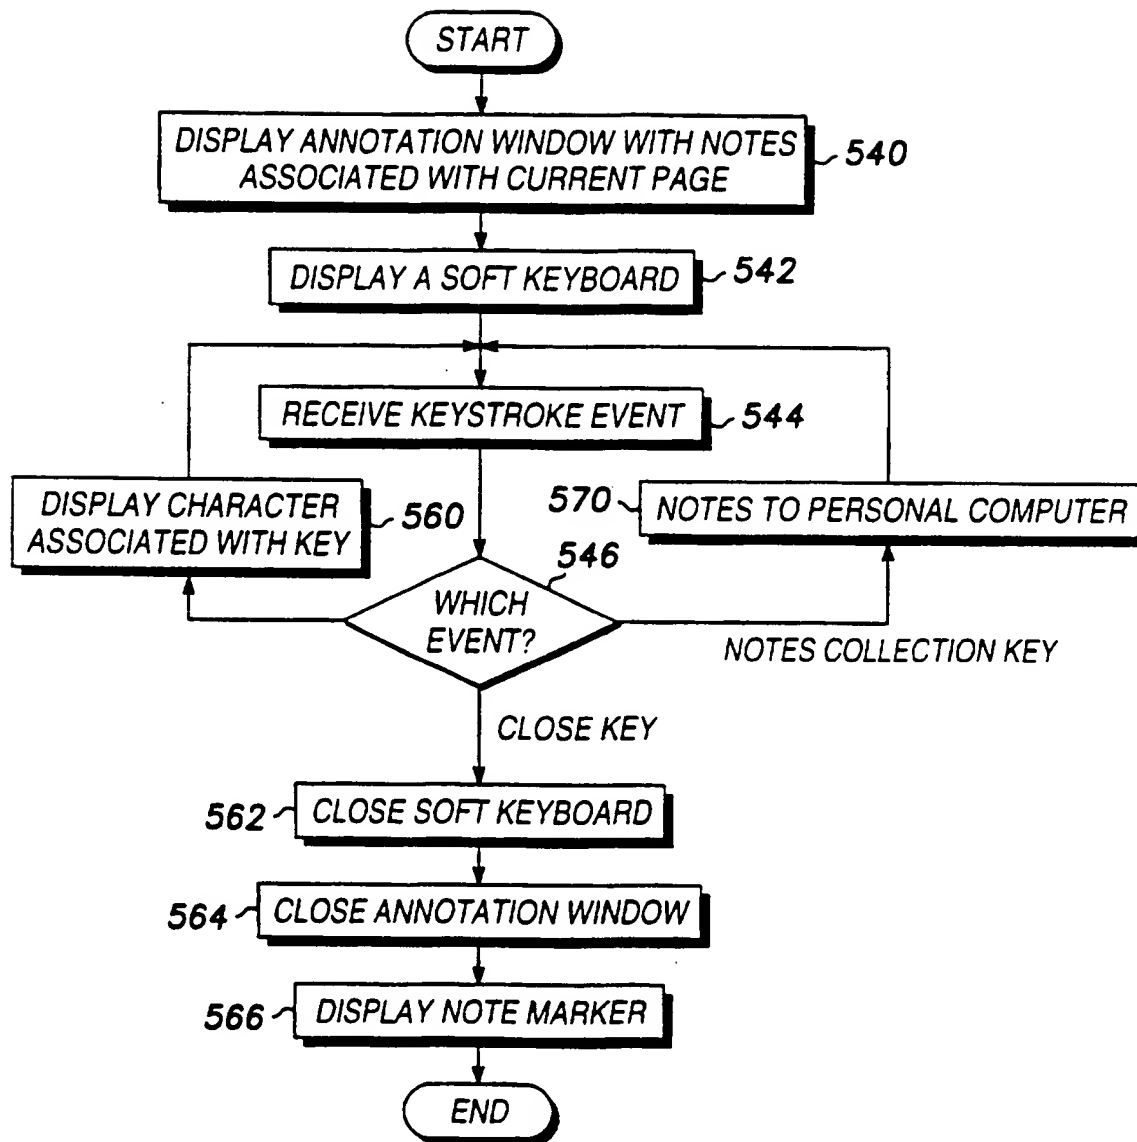 START
DISPLAY ANNOTATION WINDOW WITH NOTES
ASSOCIATED WITH CURRENT PAGE
540
DISPLAY A SOFT KEYBOARD
542
RECEIVE KEYSTROKE EVENT
544
DISPLAY CHARACTER
ASSOCIATED WITH KEY
560
570
NOTES TO PERSONAL COMPUTER
546
WHICH
EVENT?
NOTES COLLECTION KEY
CLOSE KEY
562
CLOSE SOFT KEYBOARD
564
CLOSE ANNOTATION WINDOW
566
DISPLAY NOTE MARKER
END